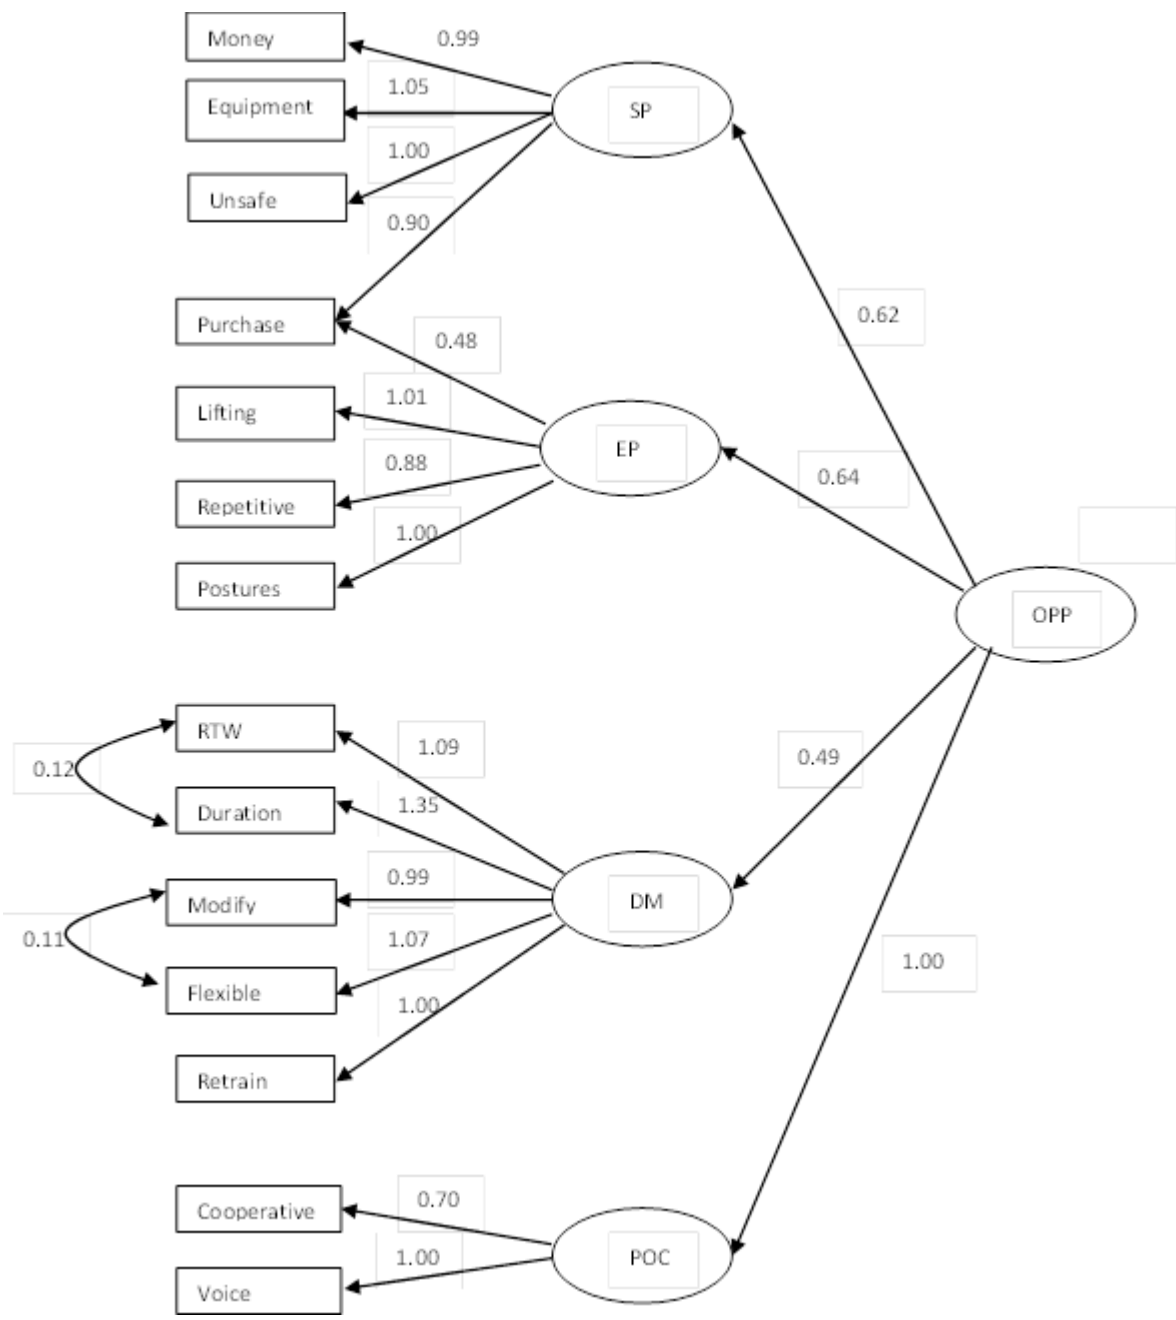 Money
0.99
1.05
Equipment
SP
1.00
Unsafe
0.90
Purchase
0.62
0.48
1.01
Lifting
EP
0.88
0.64
Repetitive
1.00
Postures
OPP
RTW
1.09
0.49
0.12
1.35
Duration
0.99
DM
Modify
1.07
0.11
1.00
Flexible
1.00
Retrain
0.70
Cooperative
1.00
POC
Voice